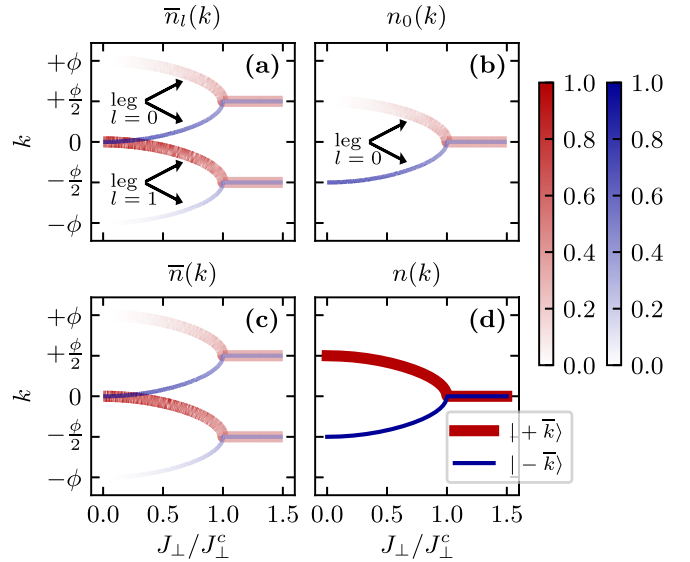 n̅_l(k)
n_0(k)
(a)
(b)
+ϕ
+ϕ/2
0
−ϕ/2
−ϕ
k
leg
l = 0
leg
l = 1
leg
l = 0
1.0
0.8
0.6
0.4
0.2
0.0
1.0
0.8
0.6
0.4
0.2
0.0
n̅(k)
n(k)
(c)
(d)
+ϕ
+ϕ/2
0
−ϕ/2
−ϕ
k
|+k̅⟩
|−k̅⟩
0.0 0.5 1.0 1.5
0.0 0.5 1.0 1.5
J_⊥/J_⊥^c
J_⊥/J_⊥^c